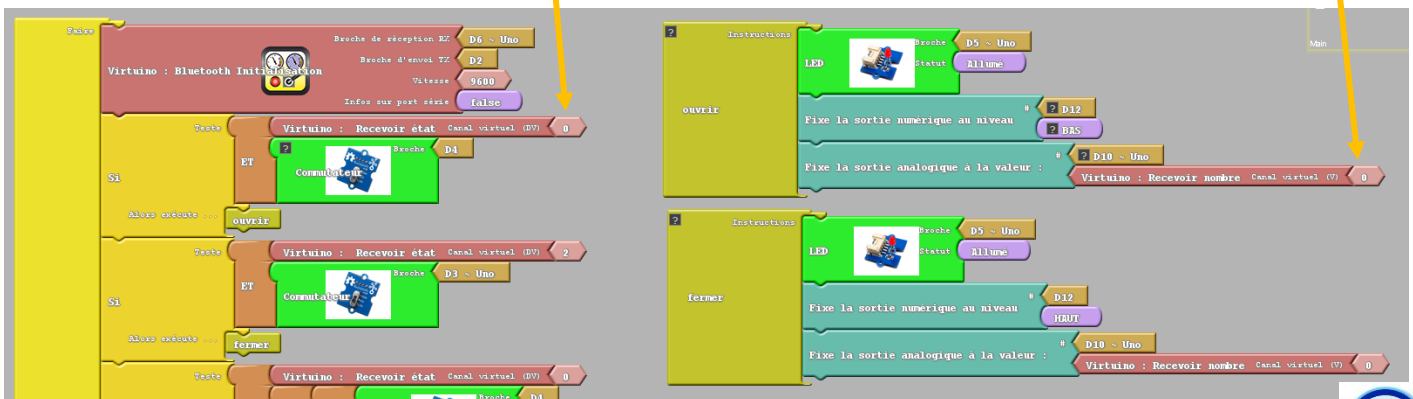 Faire
Broche de réception RX D6 ~ Uno
Broche d'envoi TX D2
Virtuino : Bluetooth Initialisation
Vitesse 9600
Infos sur port série false
Teste Virtuino : Recevoir état Canal virtuel (DV) 0
ET ? Broche D4
Commutateur
Si
Alors exécute ... ouvrir
Teste Virtuino : Recevoir état Canal virtuel (DV) 2
ET Broche D3 ~ Uno
Commutateur
Si
Alors exécute ... fermer
Teste Virtuino : Recevoir état Canal virtuel (DV) 0
Broche D4
? Instructions
ouvrir
LED Broche D5 ~ Uno
Statut Allumé
Fixe la sortie numérique au niveau # ? D12
? BAS
Fixe la sortie analogique à la valeur : # ? D10 ~ Uno
Virtuino : Recevoir nombre Canal virtuel (V) 0
? Instructions
fermer
LED Broche D5 ~ Uno
Statut Allumé
Fixe la sortie numérique au niveau # D12
HAUT
Fixe la sortie analogique à la valeur : # D10 ~ Uno
Virtuino : Recevoir nombre Canal virtuel (V) 0
Main